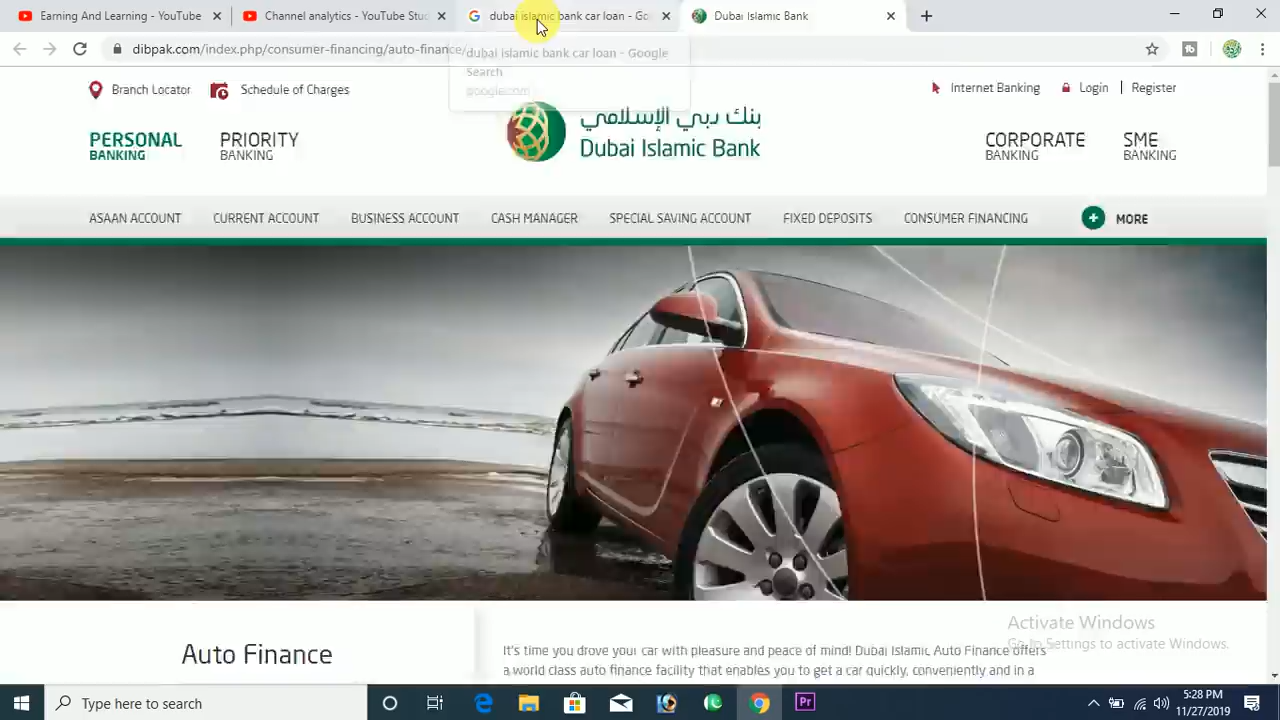 Earning And Learning - YouTube
Channel analytics - YouTube Stud
dubai islamic bank car loan - Go
Dubai Islamic Bank
dibpak.com/index.php/consumer-financing/auto-finance/
dubai islamic bank car loan - Google
Search
google.com
Branch Locator
Schedule of Charges
Internet Banking
Login
Register
PERSONAL
BANKING
PRIORITY
BANKING
بنك دبي الإسلامي
Dubai Islamic Bank
CORPORATE
BANKING
SME
BANKING
ASAAN ACCOUNT
CURRENT ACCOUNT
BUSINESS ACCOUNT
CASH MANAGER
SPECIAL SAVING ACCOUNT
FIXED DEPOSITS
CONSUMER FINANCING
MORE
Auto Finance
It's time you drove your car with pleasure and peace of mind! Dubai Islamic Auto Finance offers
a world class auto finance facility that enables you to get a car quickly, conveniently and in a
Activate Windows
Go to Settings to activate Windows.
Type here to search
Pr
5:28 PM
11/27/2019